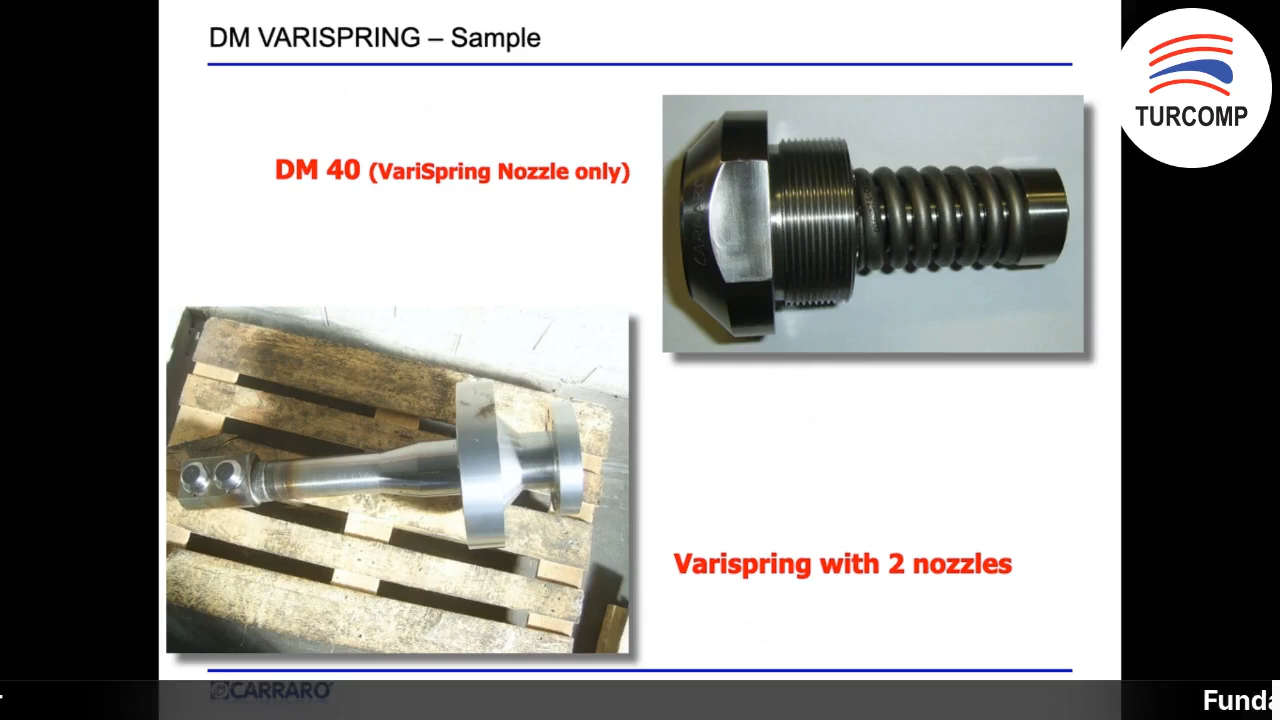 DM VARISPRING – Sample
TURCOMP
DM 40 (VariSpring Nozzle only)
Varispring with 2 nozzles
CARRARO
Funda